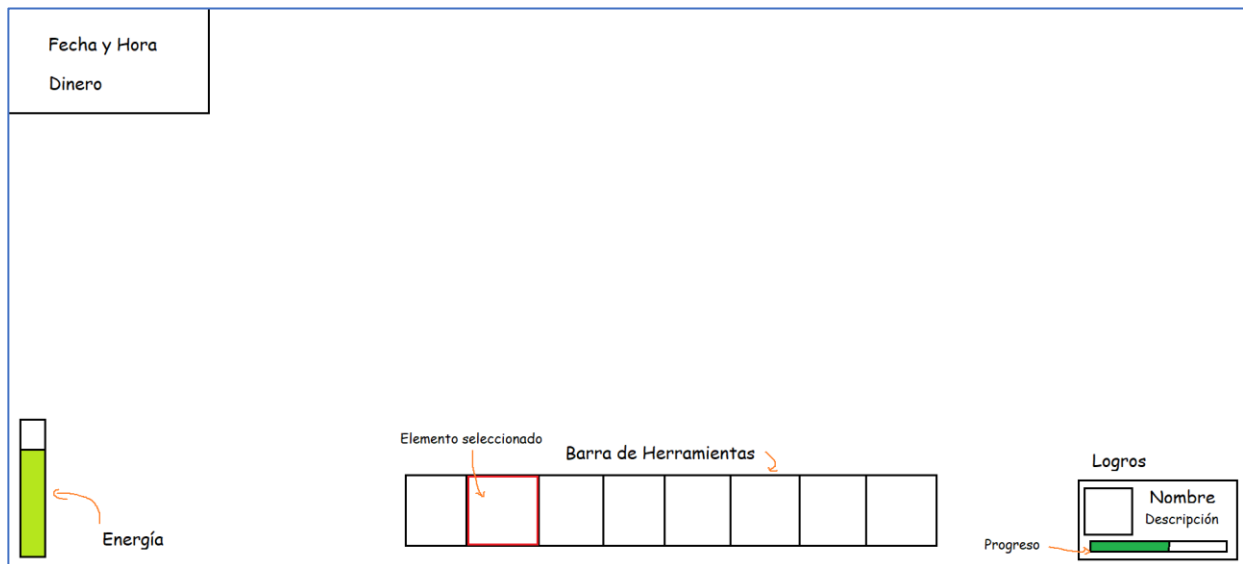 Fecha y Hora
Dinero
Elemento seleccionado
Barra de Herramientas
Logros
Nombre
Descripción
Energía
Progreso